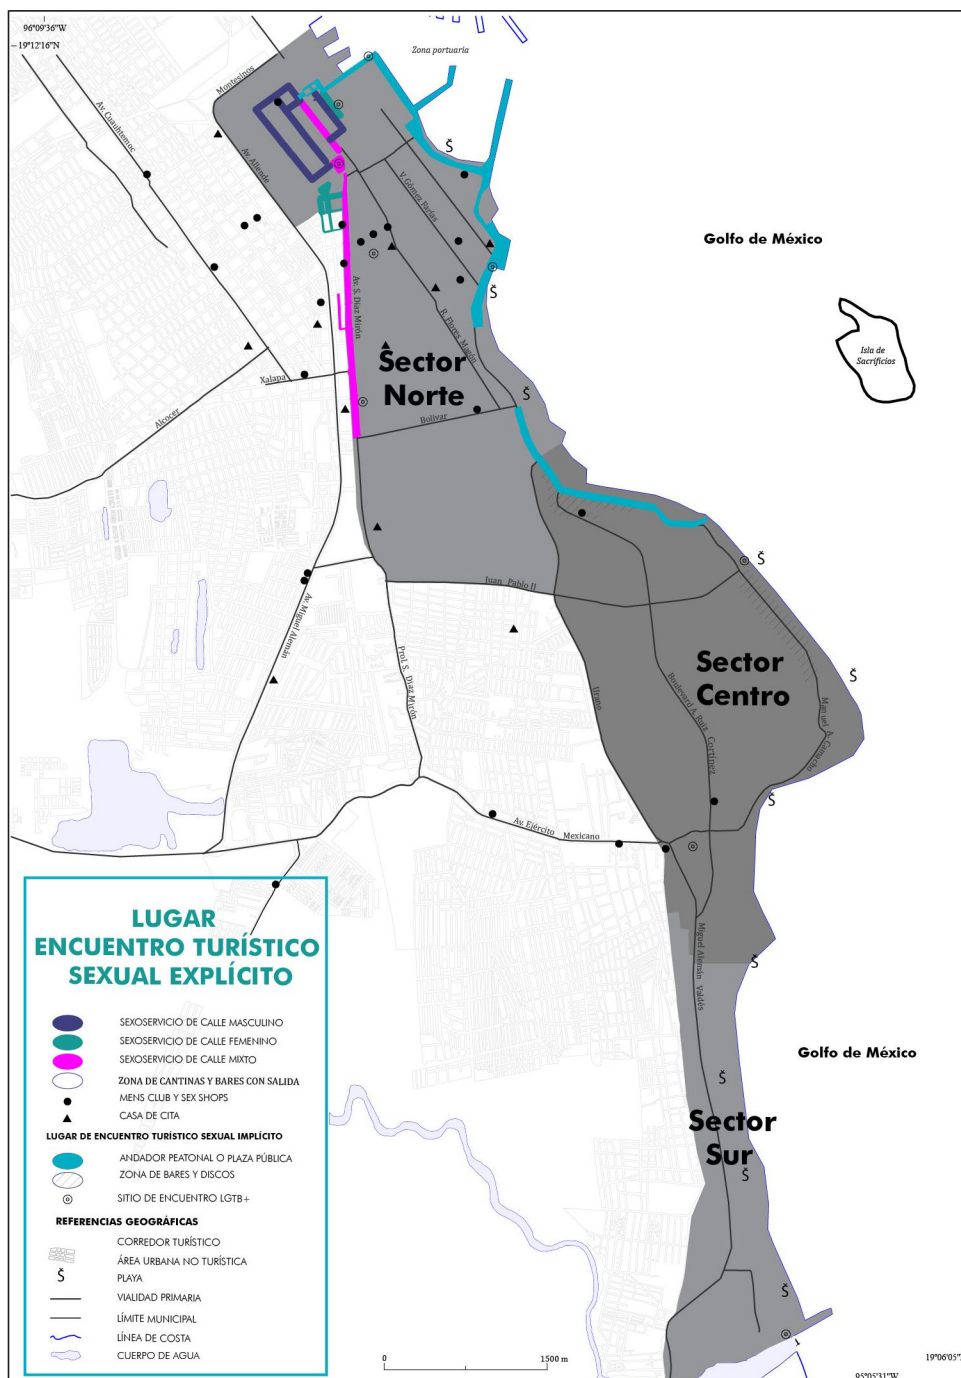 96°09'36"W
19°12'16"N
Zona portuaria
Montesinos
Av. Cuauhtemoc
Av. Allende
V. Gómez Farías
Š
Golfo de México
Š
Av. S. Diaz Mirón
R. Flores Magón
Isla de
Sacrificios
Sector
Norte
Xalapa
Alcocer
Bolívar
Š
Š
Juan Pablo II
Av. Miguel Alemán
Prol. S. Diaz Mirón
Urano
Boulevard A. Ruiz Cortínez
Sector
Centro
Š
Manuel A. Camacho
Š
Av. Ejército Mexicano
Miguel Alemán Valdés
Š
Golfo de México
Š
Sector
Sur
Š
Š
LUGAR
ENCUENTRO TURÍSTICO
SEXUAL EXPLÍCITO
SEXOSERVICIO DE CALLE MASCULINO
SEXOSERVICIO DE CALLE FEMENINO
SEXOSERVICIO DE CALLE MIXTO
ZONA DE CANTINAS Y BARES CON SALIDA
MENS CLUB Y SEX SHOPS
CASA DE CITA
LUGAR DE ENCUENTRO TURÍSTICO SEXUAL IMPLÍCITO
ANDADOR PEATONAL O PLAZA PÚBLICA
ZONA DE BARES Y DISCOS
SITIO DE ENCUENTRO LGTB+
REFERENCIAS GEOGRÁFICAS
CORREDOR TURÍSTICO
ÁREA URBANA NO TURÍSTICA
Š PLAYA
VIALIDAD PRIMARIA
LÍMITE MUNICIPAL
LÍNEA DE COSTA
CUERPO DE AGUA
0 1500 m
95°05'31"W